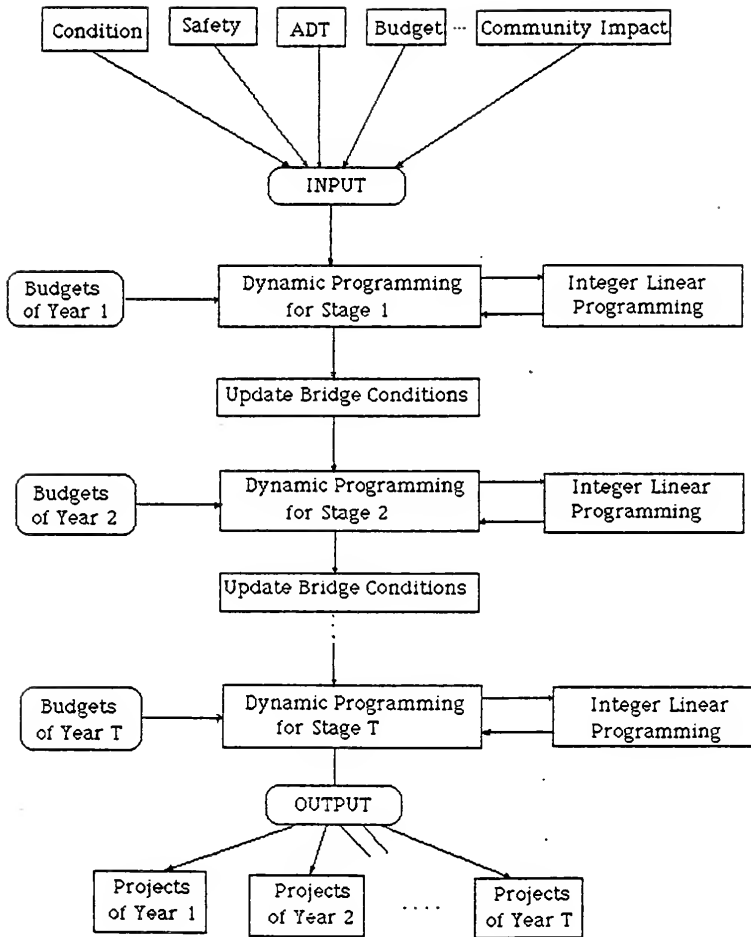 Condition
Safety
ADT
Budget
...
Community Impact
INPUT
Budgets
of Year 1
Dynamic Programming
for Stage 1
Integer Linear
Programming
Update Bridge Conditions
Budgets
of Year 2
Dynamic Programming
for Stage 2
Integer Linear
Programming
Update Bridge Conditions
Budgets
of Year T
Dynamic Programming
for Stage T
Integer Linear
Programming
OUTPUT
Projects
of Year 1
Projects
of Year 2
....
Projects
of Year T